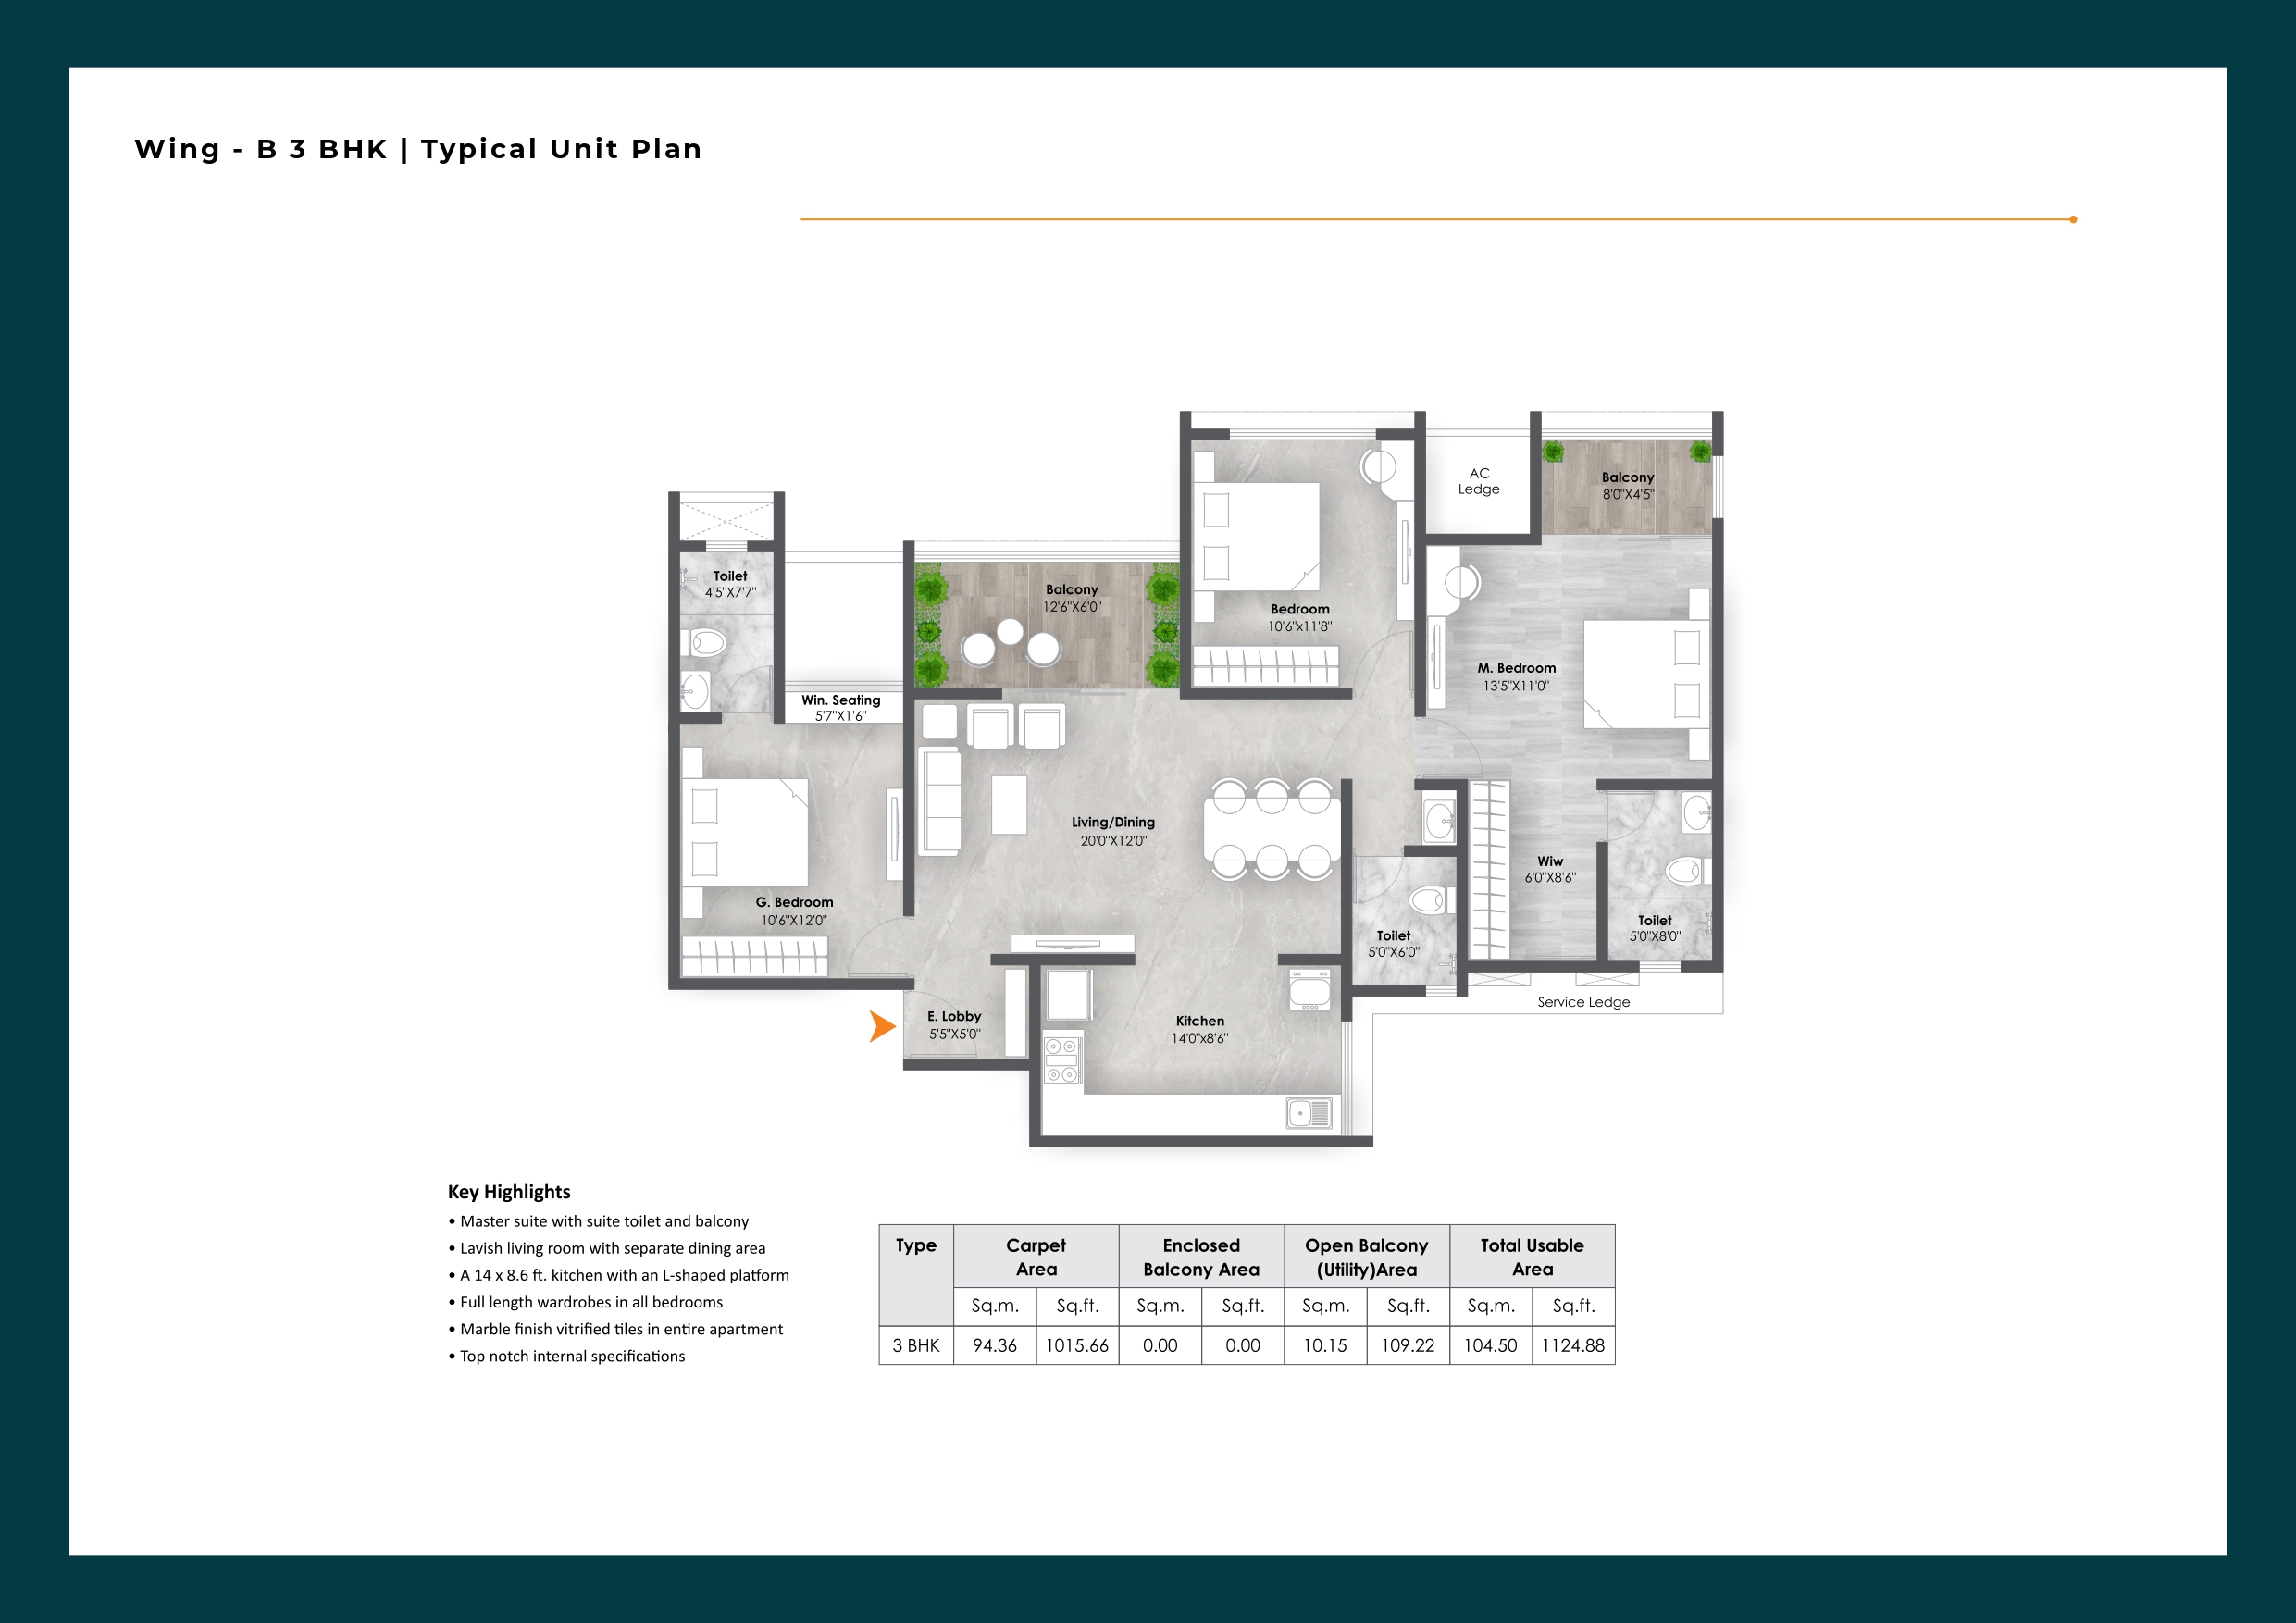 Wing - B 3 BHK | Typical Unit Plan
AC
Ledge
Balcony
8'0"X4'5"
Toilet
4'5"X7'7"
Balcony
12'6"X6'0"
Bedroom
10'6"x11'8"
M. Bedroom
13'5"X11'0"
Win. Seating
5'7"X1'6"
Living/Dining
20'0"X12'0"
Wiw
6'0"X8'6"
G. Bedroom
10'6"X12'0"
Toilet
5'0"X6'0"
Toilet
5'0"X8'0"
Service Ledge
E. Lobby
5'5"X5'0"
Kitchen
14'0"x8'6"
Key Highlights
• Master suite with suite toilet and balcony
• Lavish living room with separate dining area
• A 14 x 8.6 ft. kitchen with an L-shaped platform
• Full length wardrobes in all bedrooms
• Marble finish vitrified tiles in entire apartment
• Top notch internal specifications
Type Carpet Area Enclosed Balcony Area Open Balcony (Utility)Area Total Usable Area
Sq.m. Sq.ft. Sq.m. Sq.ft. Sq.m. Sq.ft. Sq.m. Sq.ft.
3 BHK 94.36 1015.66 0.00 0.00 10.15 109.22 104.50 1124.88